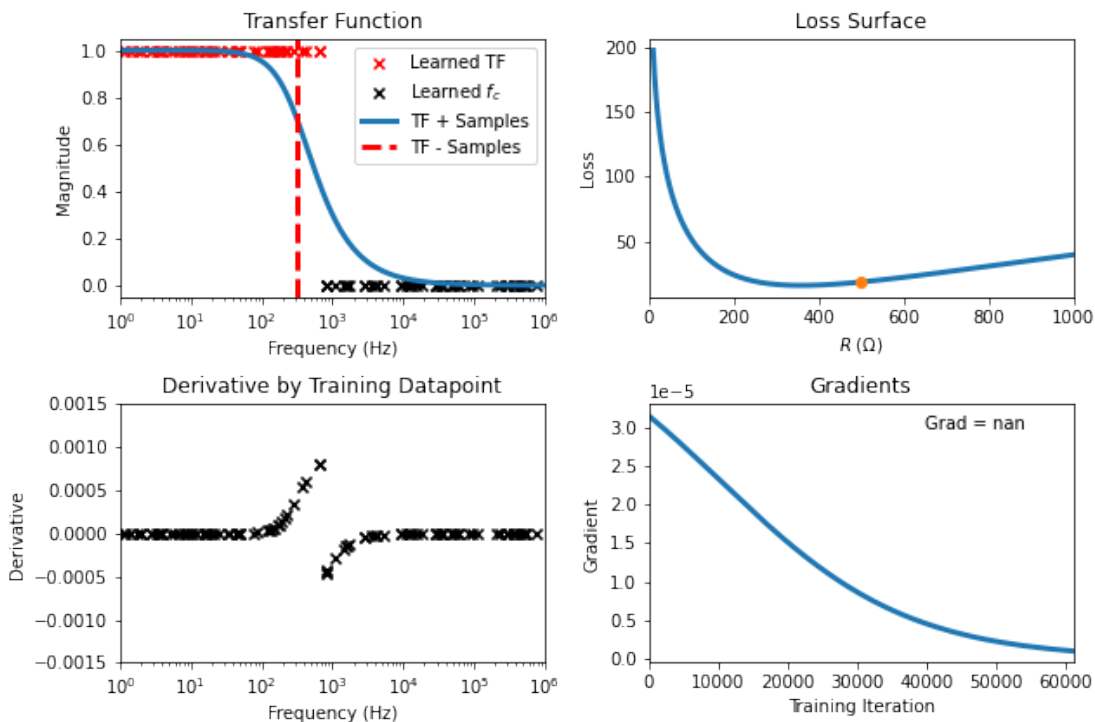 Transfer Function
Magnitude
1.0
0.8
0.6
0.4
0.2
0.0
Learned TF
Learned f_c
TF + Samples
TF - Samples
10^0 10^1 10^2 10^3 10^4 10^5 10^6
Frequency (Hz)
Loss Surface
Loss
200
150
100
50
0 200 400 600 800 1000
R (Ω)
Derivative by Training Datapoint
Derivative
0.0015
0.0010
0.0005
0.0000
−0.0005
−0.0010
−0.0015
10^0 10^1 10^2 10^3 10^4 10^5 10^6
Frequency (Hz)
Gradients
1e−5
Grad = nan
Gradient
3.0
2.5
2.0
1.5
1.0
0.5
0.0
0 10000 20000 30000 40000 50000 60000
Training Iteration